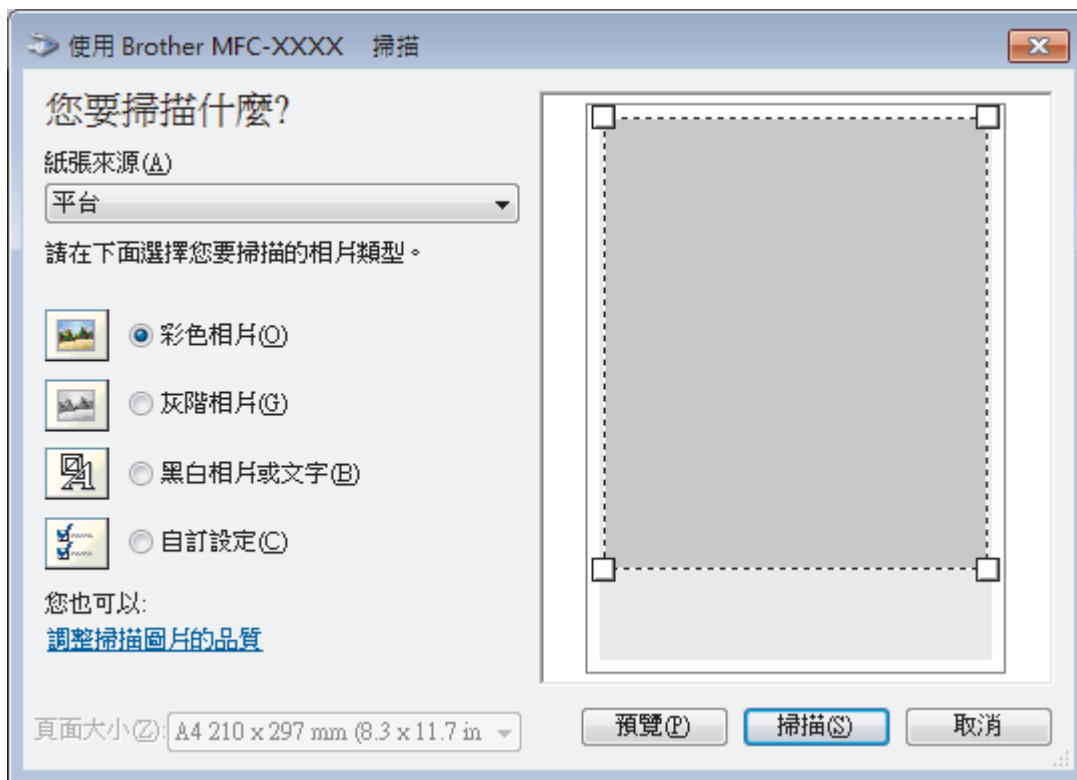 使用 Brother MFC-XXXX 掃描
您要掃描什麼?
紙張來源(A)
平台
請在下面選擇您要掃描的相片類型。
彩色相片(O)
灰階相片(G)
黑白相片或文字(B)
自訂設定(C)
您也可以:
調整掃描圖片的品質
頁面大小(Z): A4 210 x 297 mm (8.3 x 11.7 in
預覽(P) 掃描(S) 取消